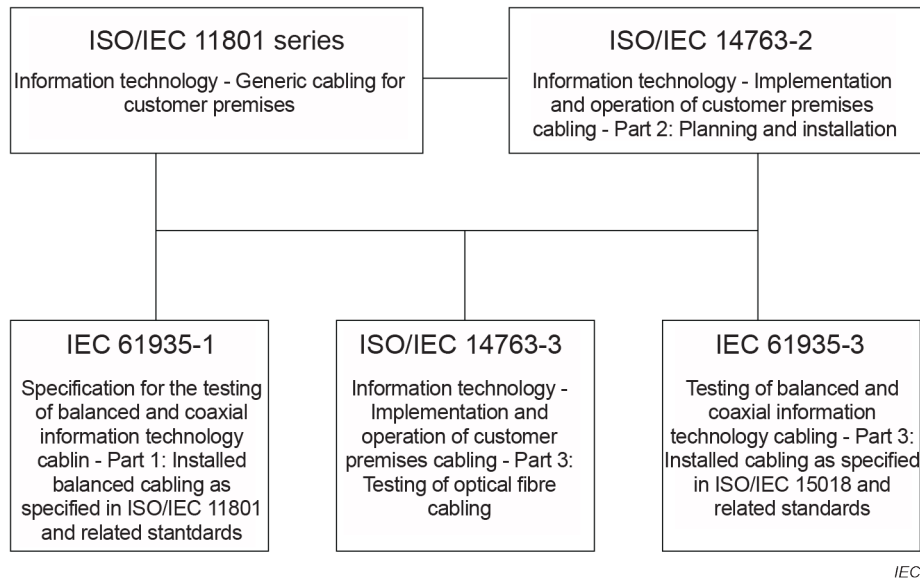 ISO/IEC 11801 series
Information technology - Generic cabling for
customer premises
ISO/IEC 14763-2
Information technology - Implementation
and operation of customer premises
cabling - Part 2: Planning and installation
IEC 61935-1
Specification for the testing
of balanced and coaxial
information technology
cablin - Part 1: Installed
balanced cabling as
specified in ISO/IEC 11801
and related stantdards
ISO/IEC 14763-3
Information technology -
Implementation and
operation of customer
premises cabling - Part 3:
Testing of optical fibre
cabling
IEC 61935-3
Testing of balanced and
coaxial information
technology cabling - Part 3:
Installed cabling as specified
in ISO/IEC 15018 and
related standards
IEC